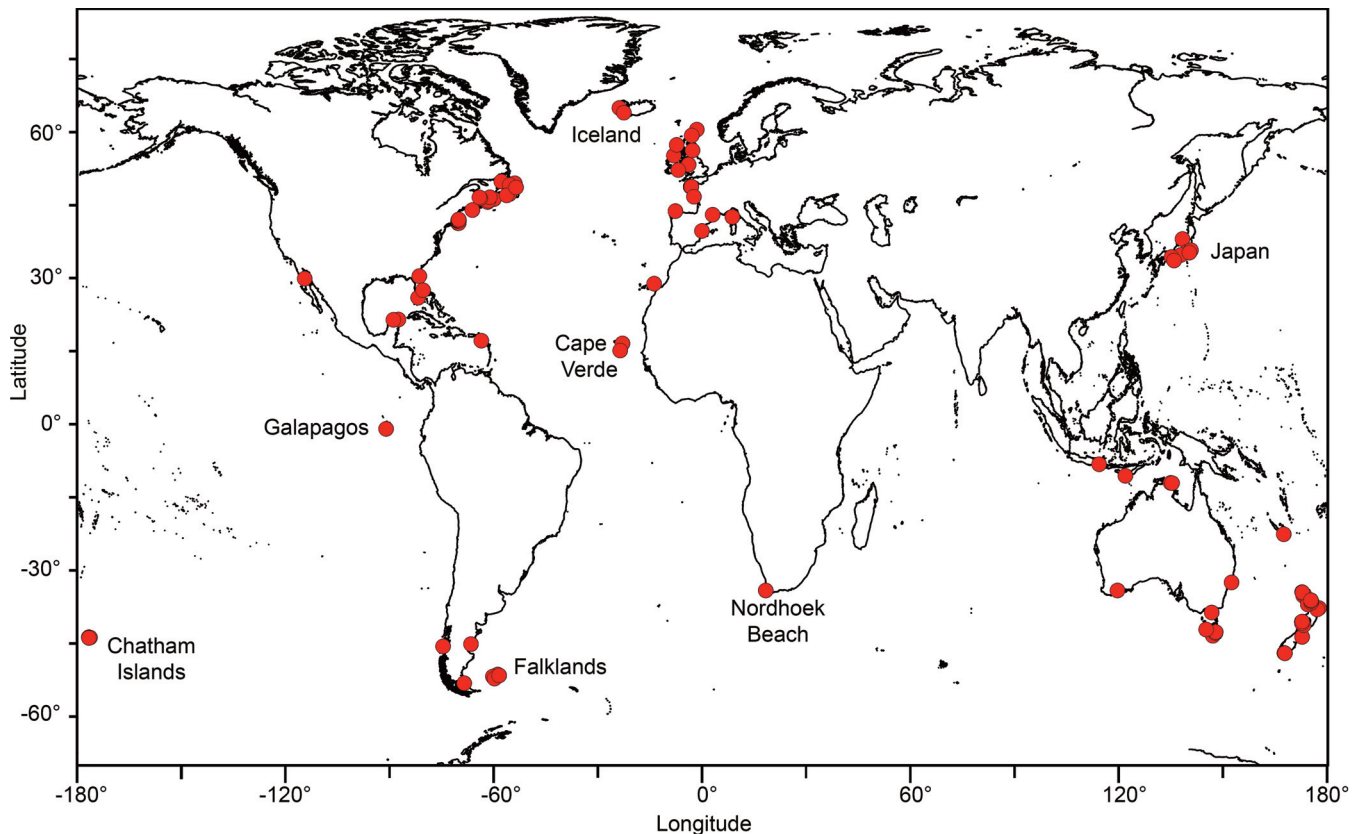 60°
Iceland
Japan
30°
Cape
Verde
Latitude
0°
Galapagos
-30°
Nordhoek
Beach
Chatham
Islands
Falklands
-60°
-180°
-120°
-60°
0°
60°
120°
180°
Longitude